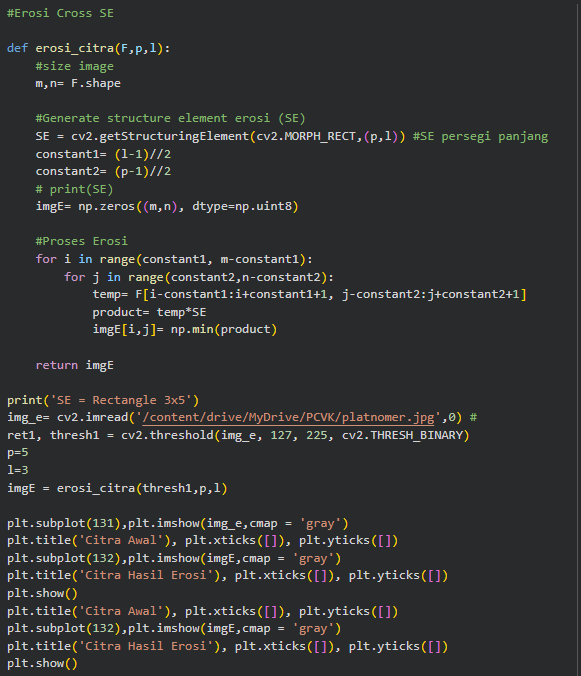 #Erosi Cross SE
def erosi_citra(F,p,l):
#size image
m,n= F.shape
#Generate structure element erosi (SE)
SE = cv2.getStructuringElement(cv2.MORPH_RECT,(p,l)) #SE persegi panjang
constant1= (l-1)//2
constant2= (p-1)//2
# print(SE)
imgE= np.zeros((m,n), dtype=np.uint8)
#Proses Erosi
for i in range(constant1, m-constant1):
for j in range(constant2,n-constant2):
temp= F[i-constant1:i+constant1+1, j-constant2:j+constant2+1]
product= temp*SE
imgE[i,j]= np.min(product)
return imgE
print('SE = Rectangle 3x5')
img_e= cv2.imread('/content/drive/MyDrive/PCVK/platnomer.jpg',0) #
ret1, thresh1 = cv2.threshold(img_e, 127, 225, cv2.THRESH_BINARY)
p=5
l=3
imgE = erosi_citra(thresh1,p,l)
plt.subplot(131),plt.imshow(img_e,cmap = 'gray')
plt.title('Citra Awal'), plt.xticks([]), plt.yticks([])
plt.subplot(132),plt.imshow(imgE,cmap = 'gray')
plt.title('Citra Hasil Erosi'), plt.xticks([]), plt.yticks([])
plt.show()
plt.title('Citra Awal'), plt.xticks([]), plt.yticks([])
plt.subplot(132),plt.imshow(imgE,cmap = 'gray')
plt.title('Citra Hasil Erosi'), plt.xticks([]), plt.yticks([])
plt.show()